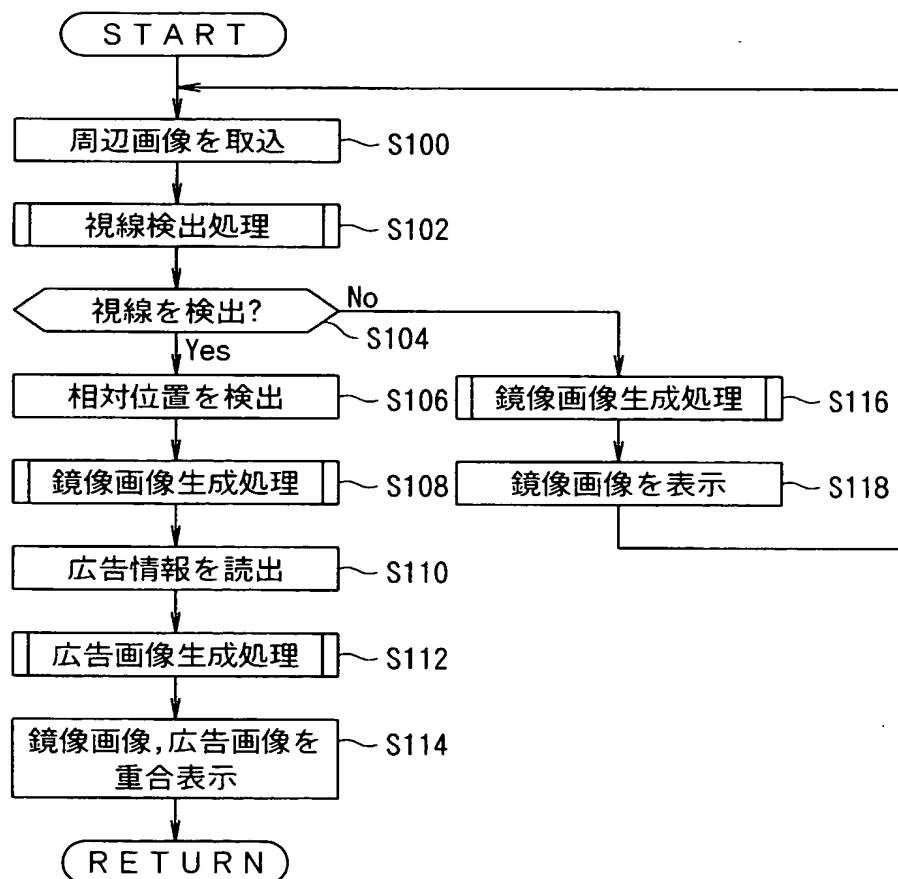 START
周辺画像を取込
S100
視線検出処理
S102
視線を検出?
No
S104
Yes
相対位置を検出
S106
鏡像画像生成処理
S116
鏡像画像生成処理
S108
鏡像画像を表示
S118
広告情報を読出
S110
広告画像生成処理
S112
鏡像画像,広告画像を
重合表示
S114
RETURN